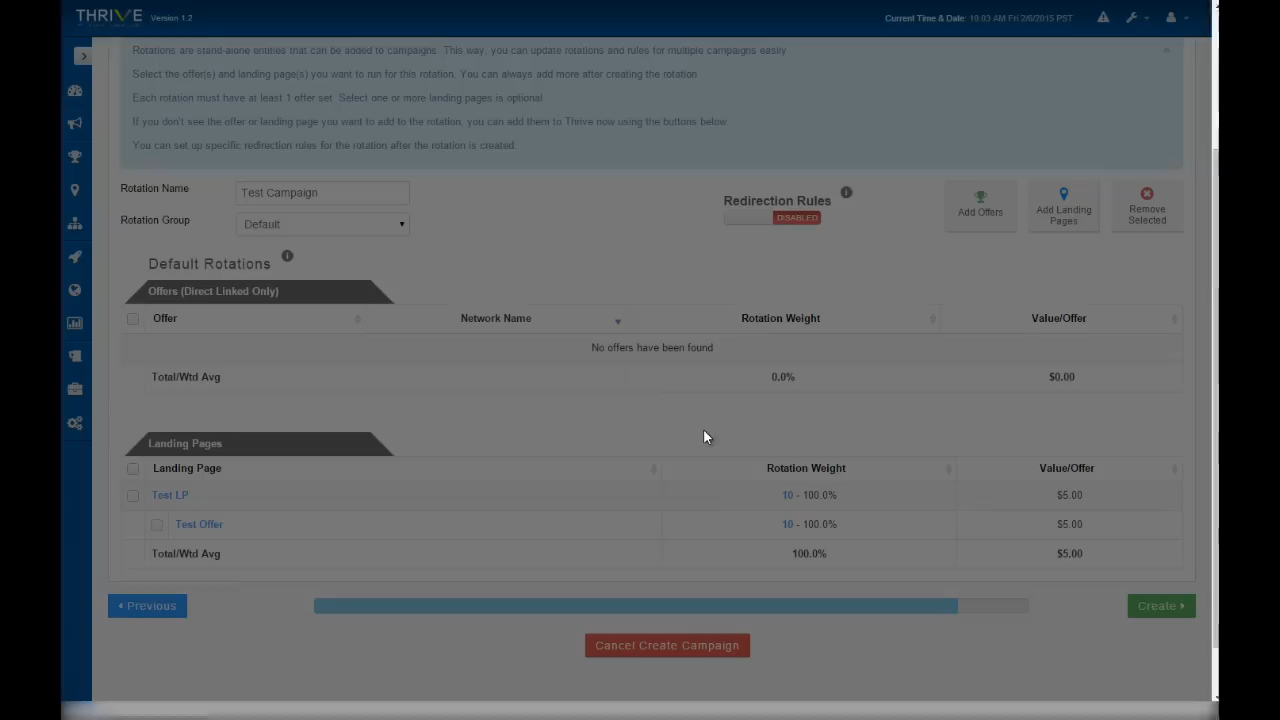 THRIVE Version 1.2
Current Time & Date: 10.03 AM Fri 2/6/2015 PST
Rotations are stand-alone entities that can be added to campaigns. This way, you can update rotations and rules for multiple campaigns easily
Select the offer(s) and landing page(s) you want to run for this rotation. You can always add more after creating the rotation
Each rotation must have at least 1 offer set. Select one or more landing pages is optional
If you don't see the offer or landing page you want to add to the rotation, you can add them to Thrive now using the buttons below.
You can set up specific redirection rules for the rotation after the rotation is created.
Rotation Name Test Campaign
Rotation Group Default
Redirection Rules
DISABLED
Add Offers
Add Landing Pages
Remove Selected
Default Rotations
Offers (Direct Linked Only)
Offer Network Name Rotation Weight Value/Offer
No offers have been found
Total/Wtd Avg 0.0% $0.00
Landing Pages
Landing Page Rotation Weight Value/Offer
Test LP 10 - 100.0% $5.00
Test Offer 10 - 100.0% $5.00
Total/Wtd Avg 100.0% $5.00
Previous
Create
Cancel Create Campaign